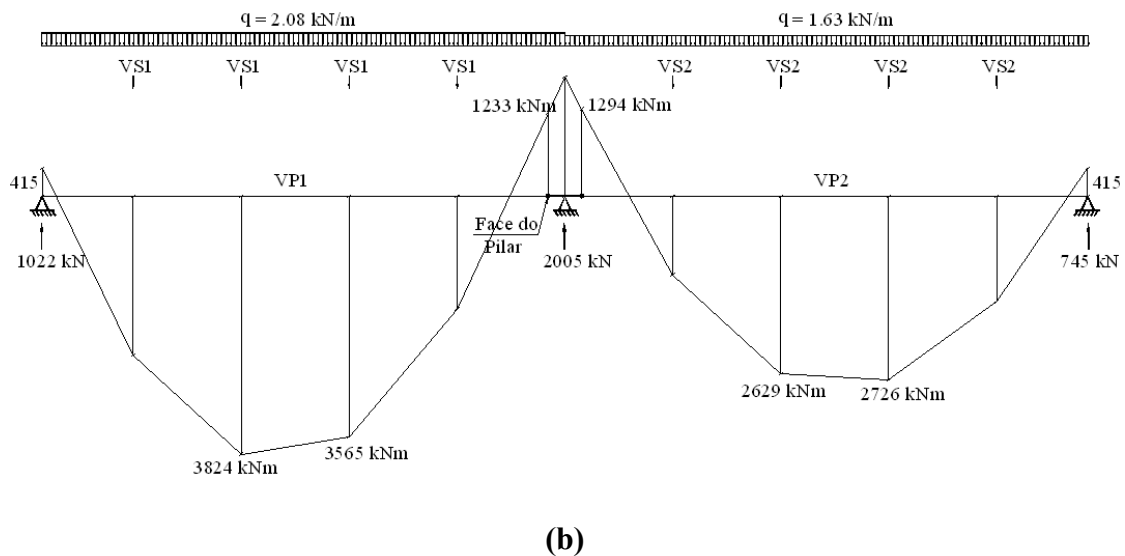 q = 2.08 kN/m q = 1.63 kN/m
VS1 VS1 VS1 VS1 VS2 VS2 VS2 VS2
1233 kNm 1294 kNm
415 VP1 VP2 415
Face do
Pilar
1022 kN 2005 kN 745 kN
2629 kNm 2726 kNm
3824 kNm 3565 kNm
(b)